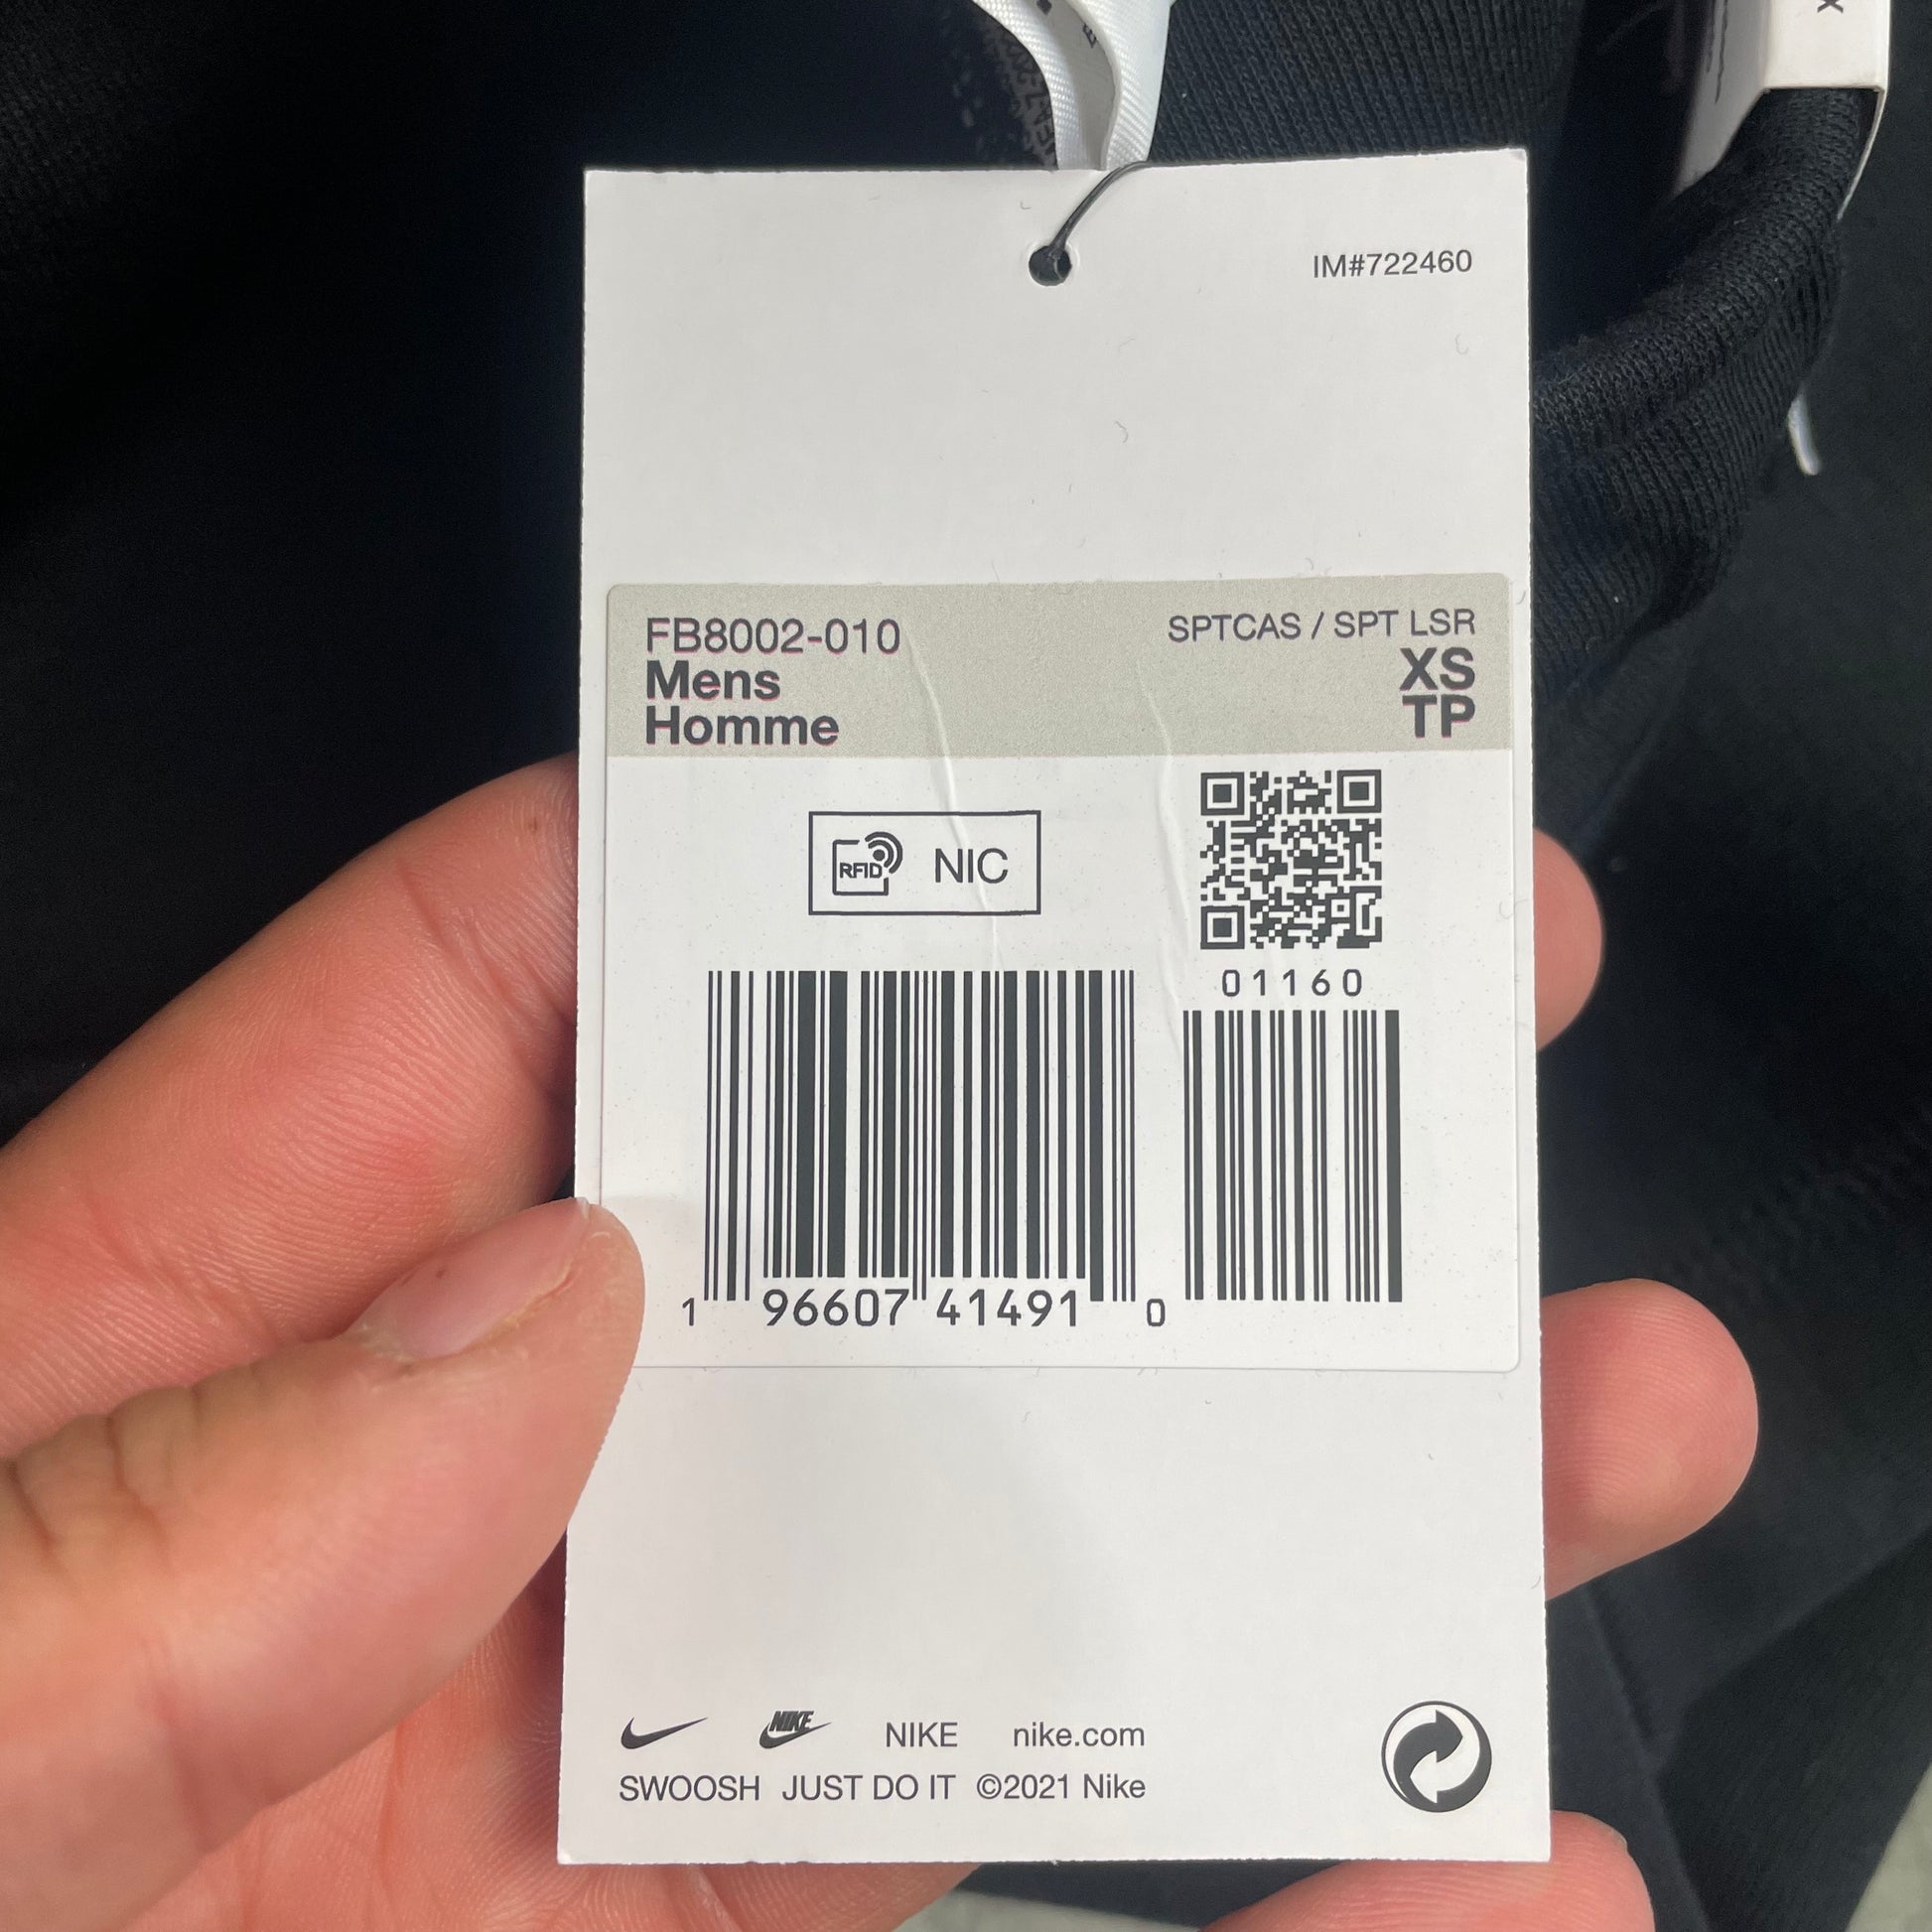 IM#722460
FB8002-010
SPTCAS / SPT LSR
Mens
XS
Homme
TP
RFID NIC
01160
1 96607 41491 0
NIKE NIKE nike.com
SWOOSH JUST DO IT ©2021 Nike